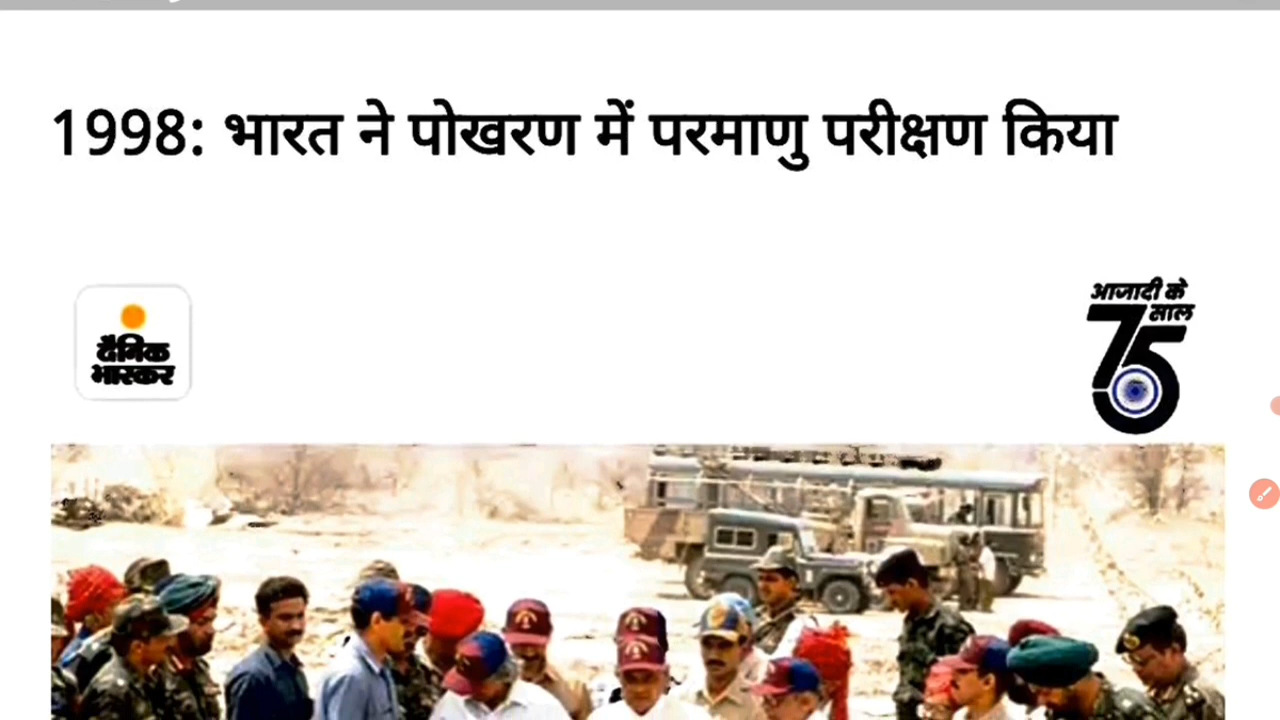 1998: भारत ने पोखरण में परमाणु परीक्षण किया
दैनिक
भास्कर
आजादी के
75 साल